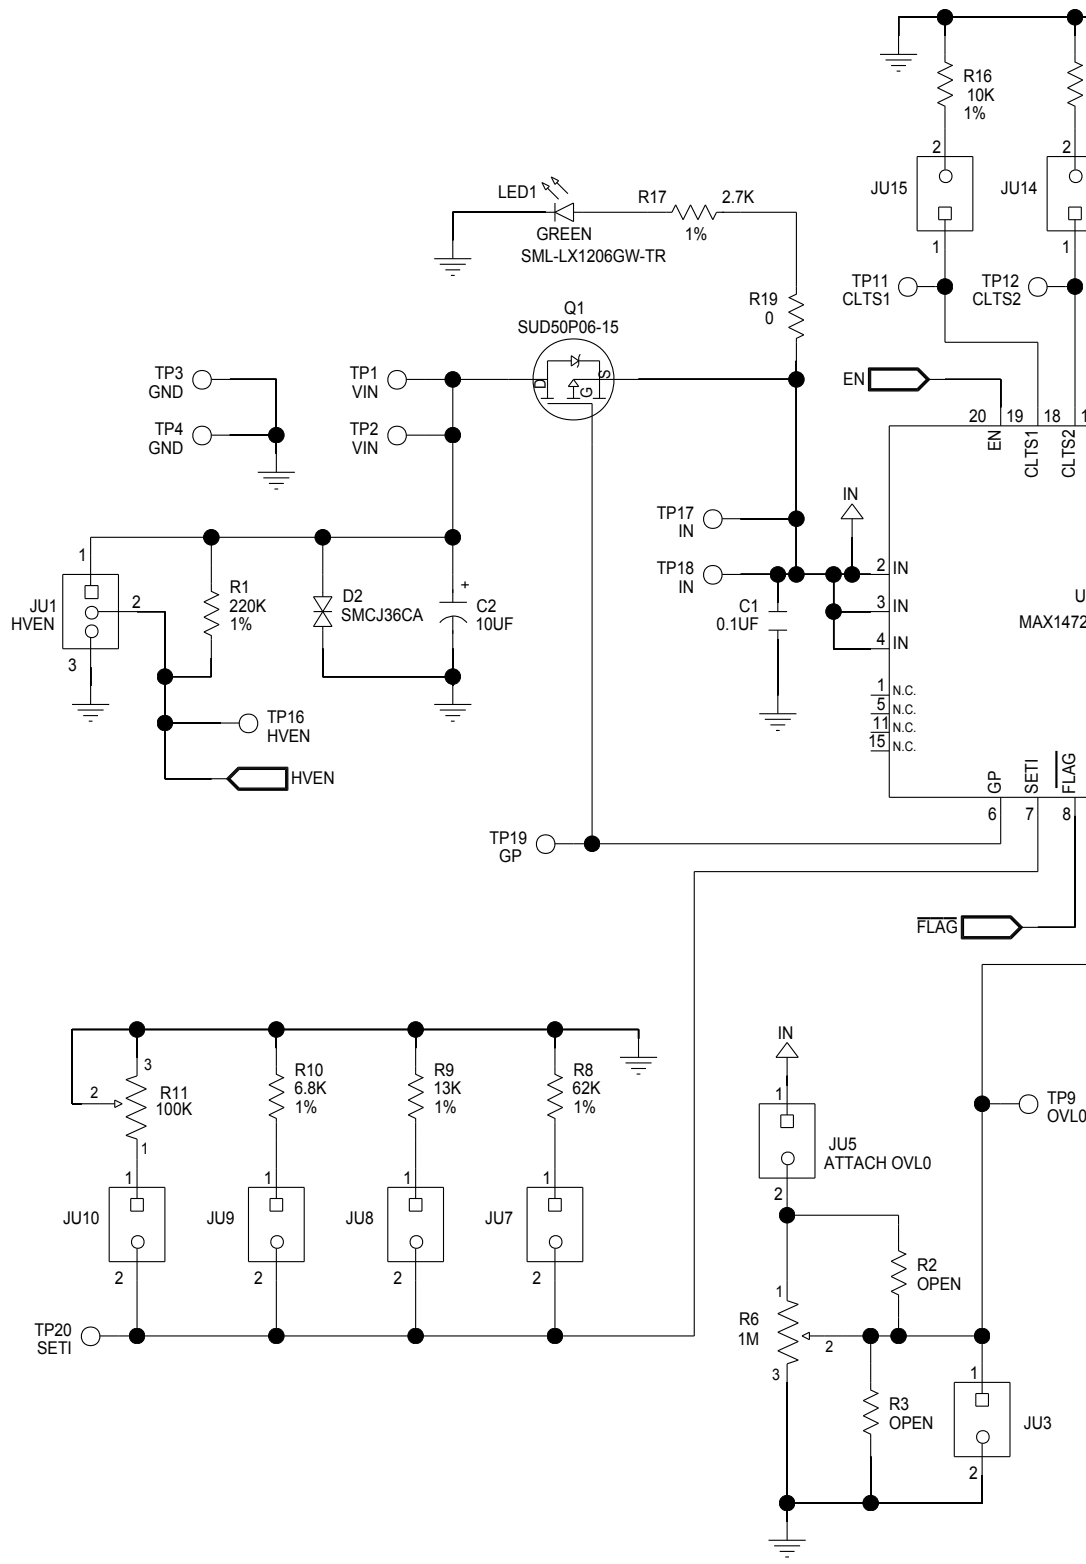 R16
10K
1%
2
2
JU15
JU14
1
1
TP11
CLTS1
TP12
CLTS2
LED1
R17
2.7K
1%
GREEN
SML-LX1206GW-TR
R19
0
Q1
SUD50P06-15
D
G
S
TP3
GND
TP1
VIN
TP4
GND
TP2
VIN
EN
20
19
18
1
EN
CLTS1
CLTS2
TP17
IN
IN
TP18
IN
1
JU1
HVEN
2
3
R1
220K
1%
D2
SMCJ36CA
+
C2
10UF
C1
0.1UF
2
IN
3
IN
4
IN
U
MAX1472
1
N.C.
5
N.C.
11
N.C.
15
N.C.
TP16
HVEN
HVEN
GP
SETI
FLAG
6
7
8
TP19
GP
FLAG
3
2
R11
100K
1
R10
6.8K
1%
R9
13K
1%
R8
62K
1%
IN
1
JU5
ATTACH OVL0
2
TP9
OVL0
1
1
1
JU10
JU9
JU8
JU7
2
2
2
2
TP20
SETI
R2
OPEN
1
R6
1M
2
3
R3
OPEN
1
JU3
2